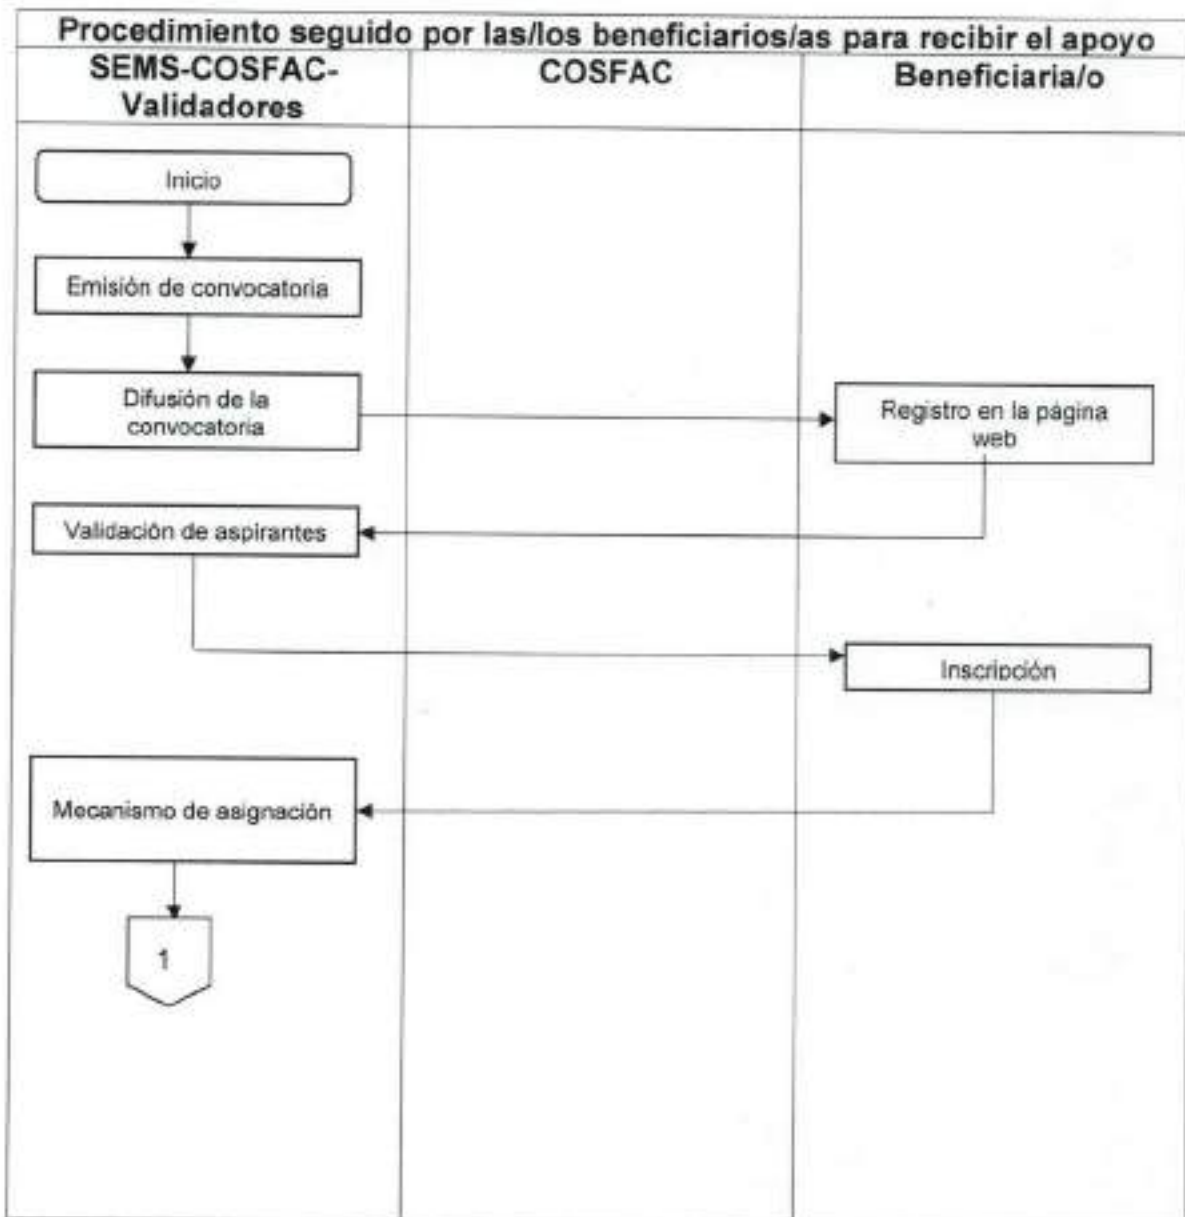 Procedimiento seguido por las/los beneficiarios/as para recibir el apoyo
SEMS-COSFAC-
Validadores
COSFAC
Beneficiaria/o
Inicio
Emisión de convocatoria
Difusión de la
convocatoria
Registro en la página
web
Validación de aspirantes
Inscripción
Mecanismo de asignación
1